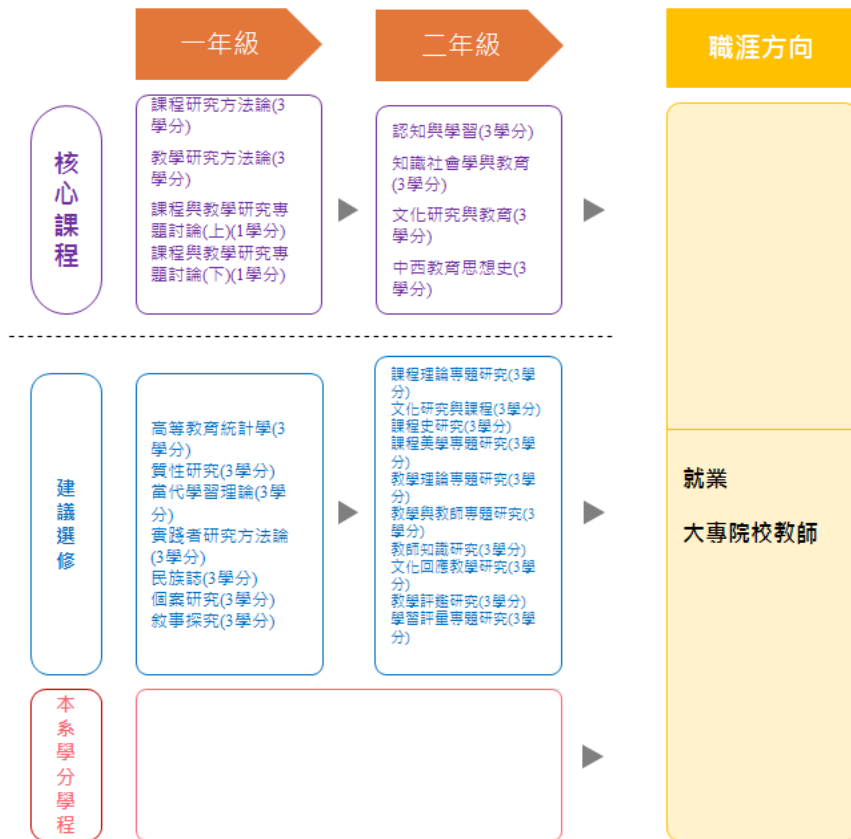 一年級
二年級
職涯方向
核心課程
課程研究方法論(3
學分)
教學研究方法論(3
學分)
課程與教學研究專
題討論(上)(1學分)
課程與教學研究專
題討論(下)(1學分)
認知與學習(3學分)
知識社會學與教育
(3學分)
文化研究與教育(3
學分)
中西教育思想史(3
學分)
建議選修
高等教育統計學(3
學分)
質性研究(3學分)
當代學習理論(3學
分)
實踐者研究方法論
(3學分)
民族誌(3學分)
個案研究(3學分)
敘事探究(3學分)
課程理論專題研究(3學
分)
文化研究與課程(3學分)
課程史研究(3學分)
課程美學專題研究(3學
分)
教學理論專題研究(3學
分)
教學與教師專題研究(3
學分)
教師知識研究(3學分)
文化回應教學研究(3學
分)
教學評鑑研究(3學分)
學習評量專題研究(3學
分)
就業
大專院校教師
本系學分學程